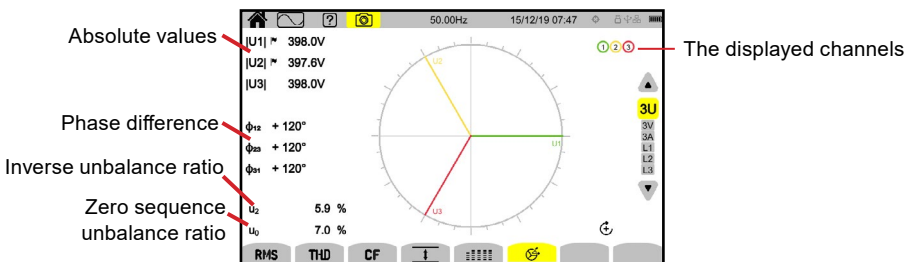 50.00Hz 15/12/19 07:47
Absolute values
The displayed channels
|U1| 398.0V
|U2| 397.6V
|U3| 398.0V
1 2 3
U2
U1
U3
3U
3V
3A
L1
L2
L3
Phase difference
ϕ12 + 120°
ϕ23 + 120°
ϕ31 + 120°
Inverse unbalance ratio
u2 5.9 %
Zero sequence
unbalance ratio
u0 7.0 %
RMS THD CF